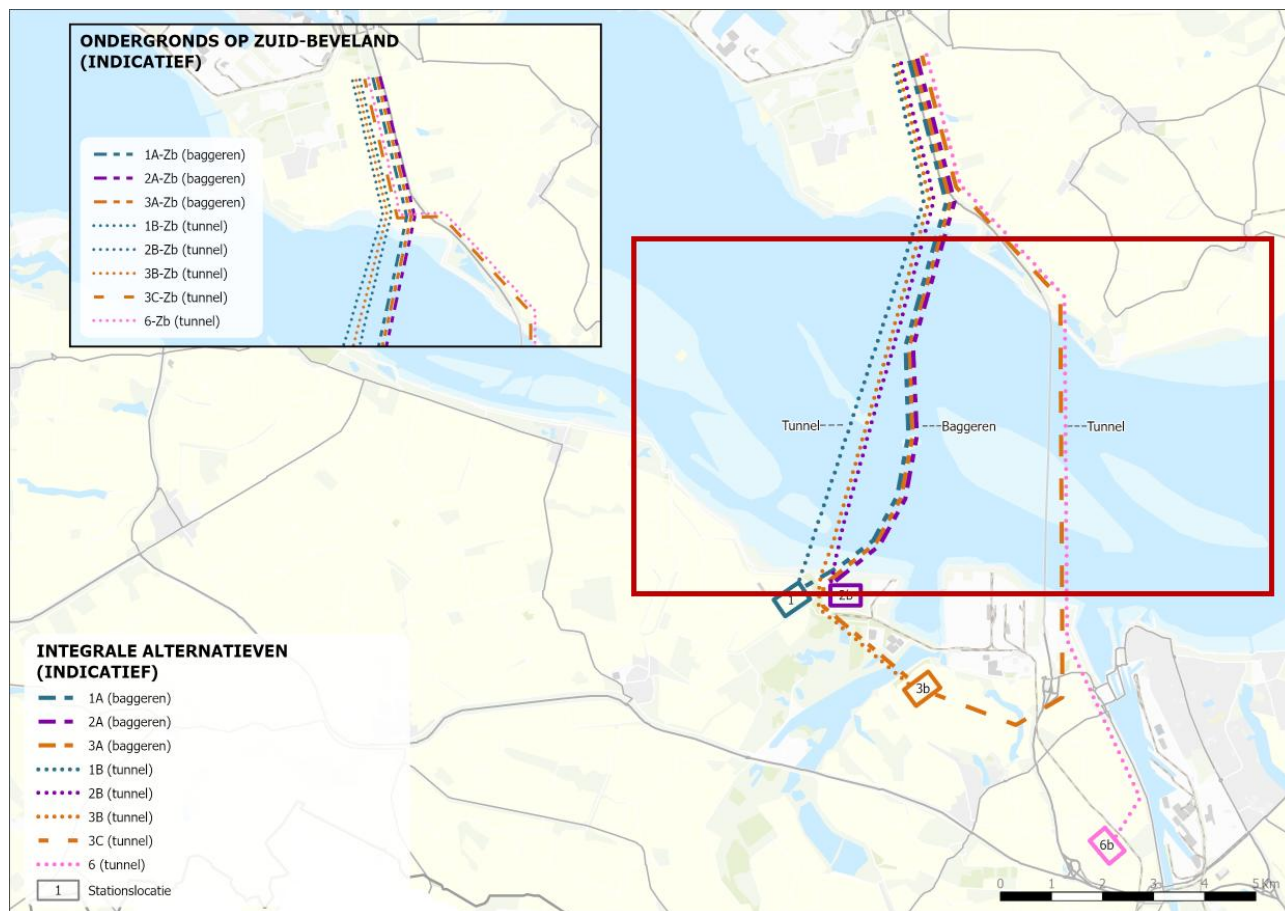 ONDERGRONDS OP ZUID-BEVELAND
(INDICATIEF)
1A-Zb (baggeren)
2A-Zb (baggeren)
3A-Zb (baggeren)
1B-Zb (tunnel)
2B-Zb (tunnel)
3B-Zb (tunnel)
3C-Zb (tunnel)
6-Zb (tunnel)
Tunnel
Baggeren
Tunnel
1
2b
3b
6b
INTEGRALE ALTERNATIEVEN
(INDICATIEF)
1A (baggeren)
2A (baggeren)
3A (baggeren)
1B (tunnel)
2B (tunnel)
3B (tunnel)
3C (tunnel)
6 (tunnel)
1 Stationslocatie
0 1 2 3 4 5 Km